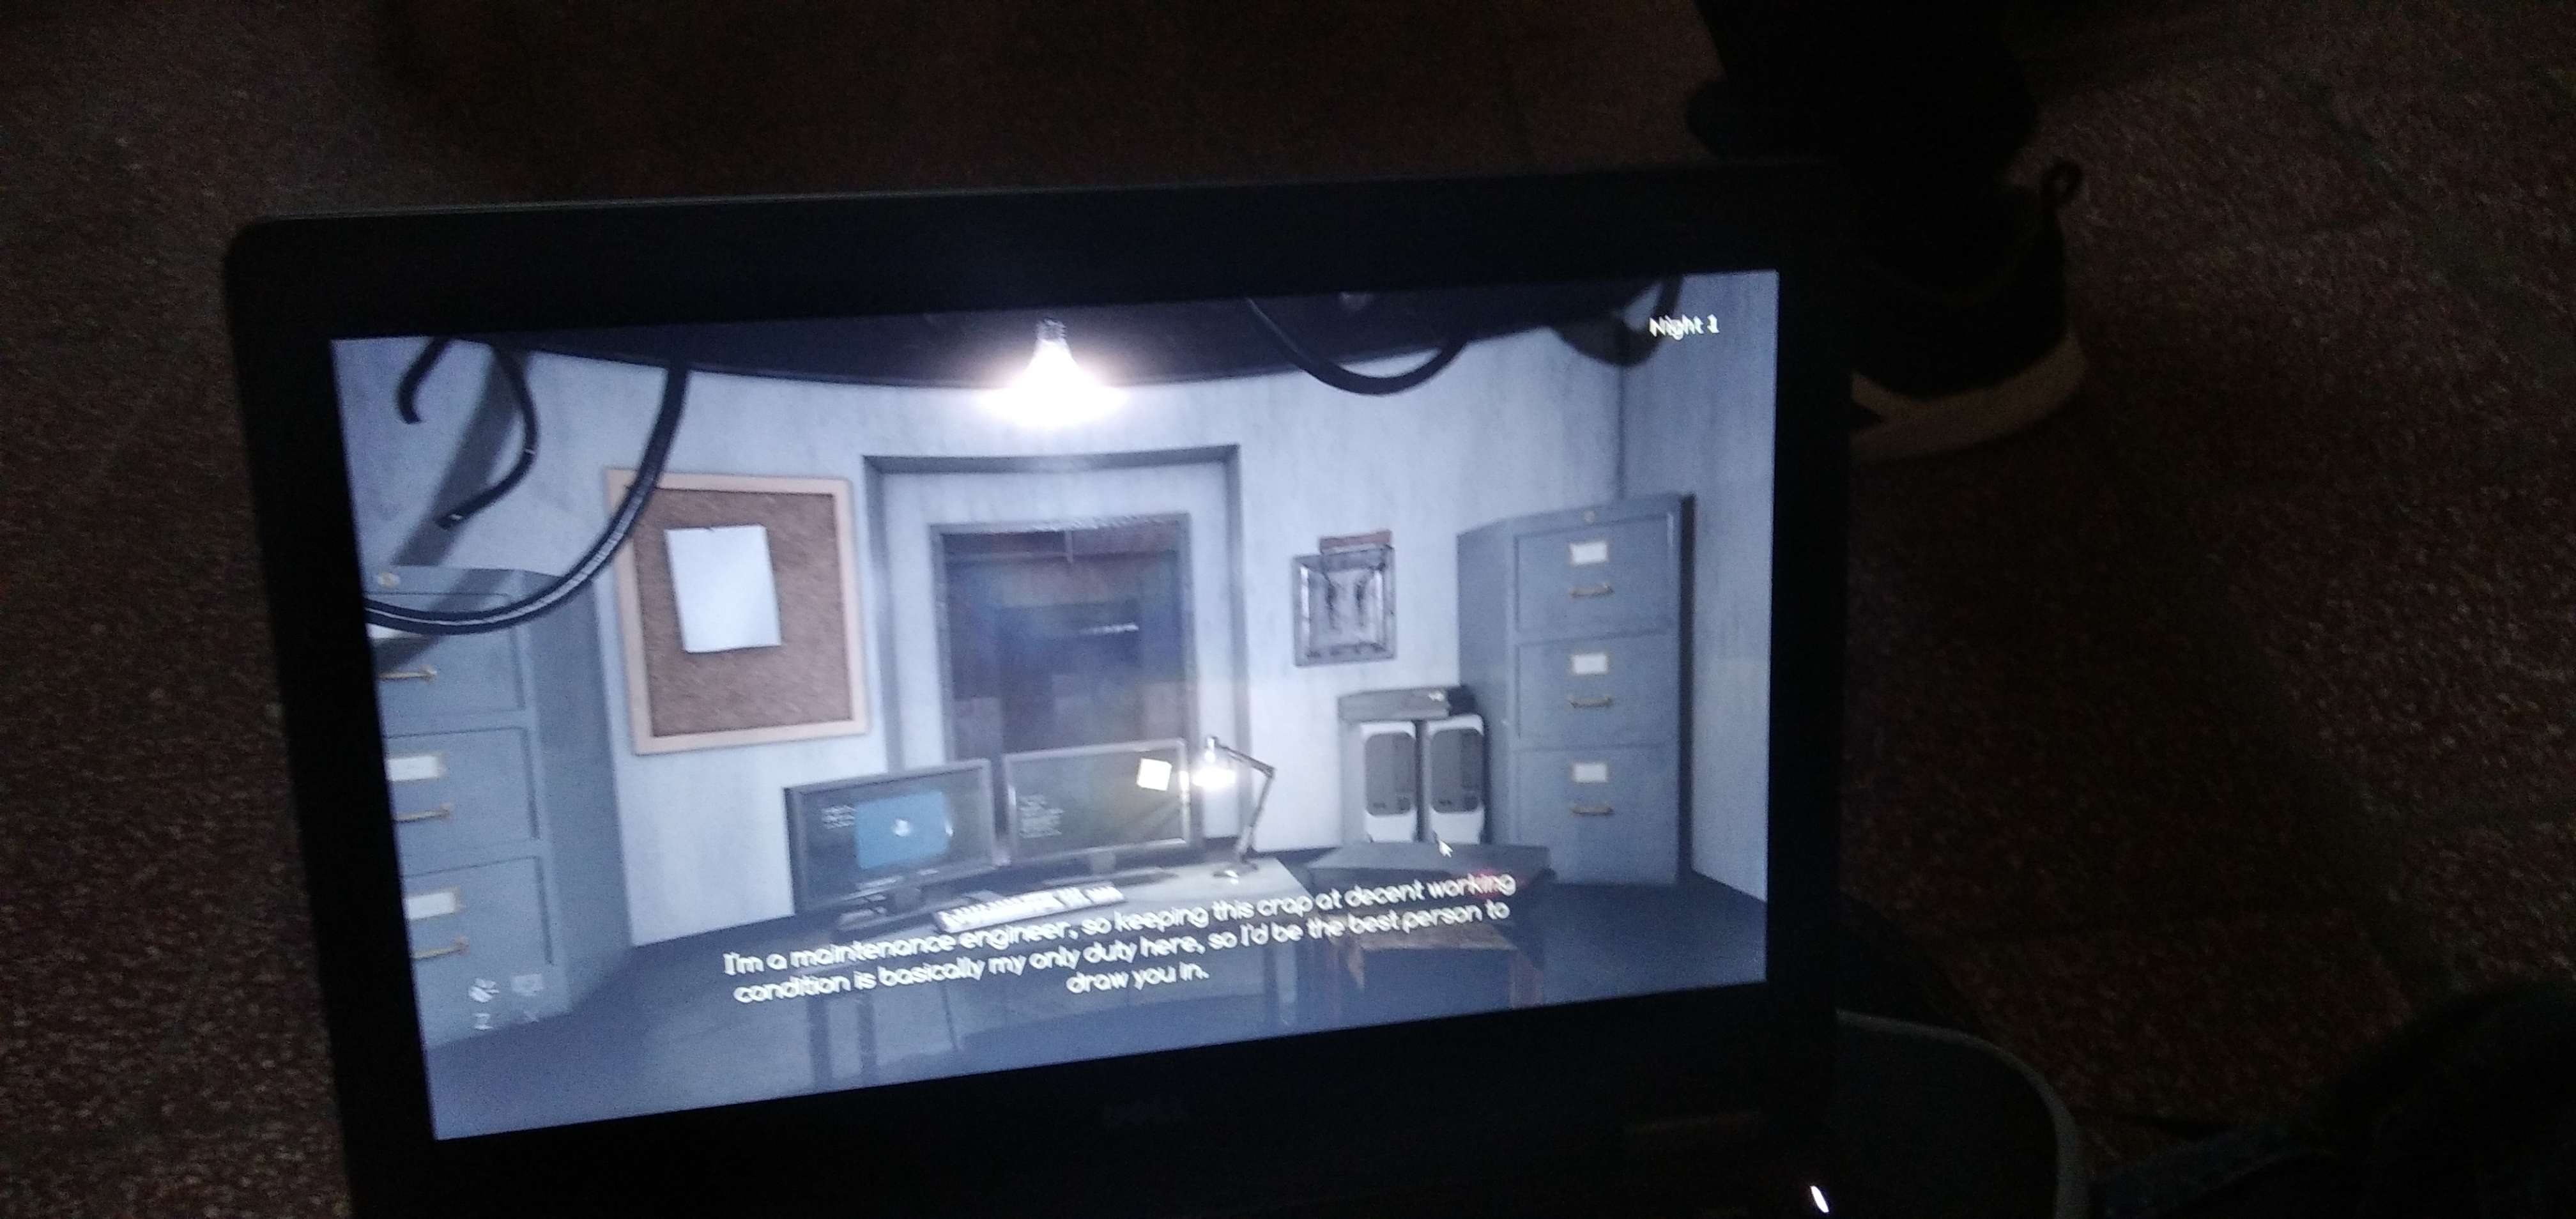 Night 1
I'm a maintenance engineer, so keeping this crap at decent working
condition is basically my only duty here, so I'd be the best person to
draw you in.
Z X